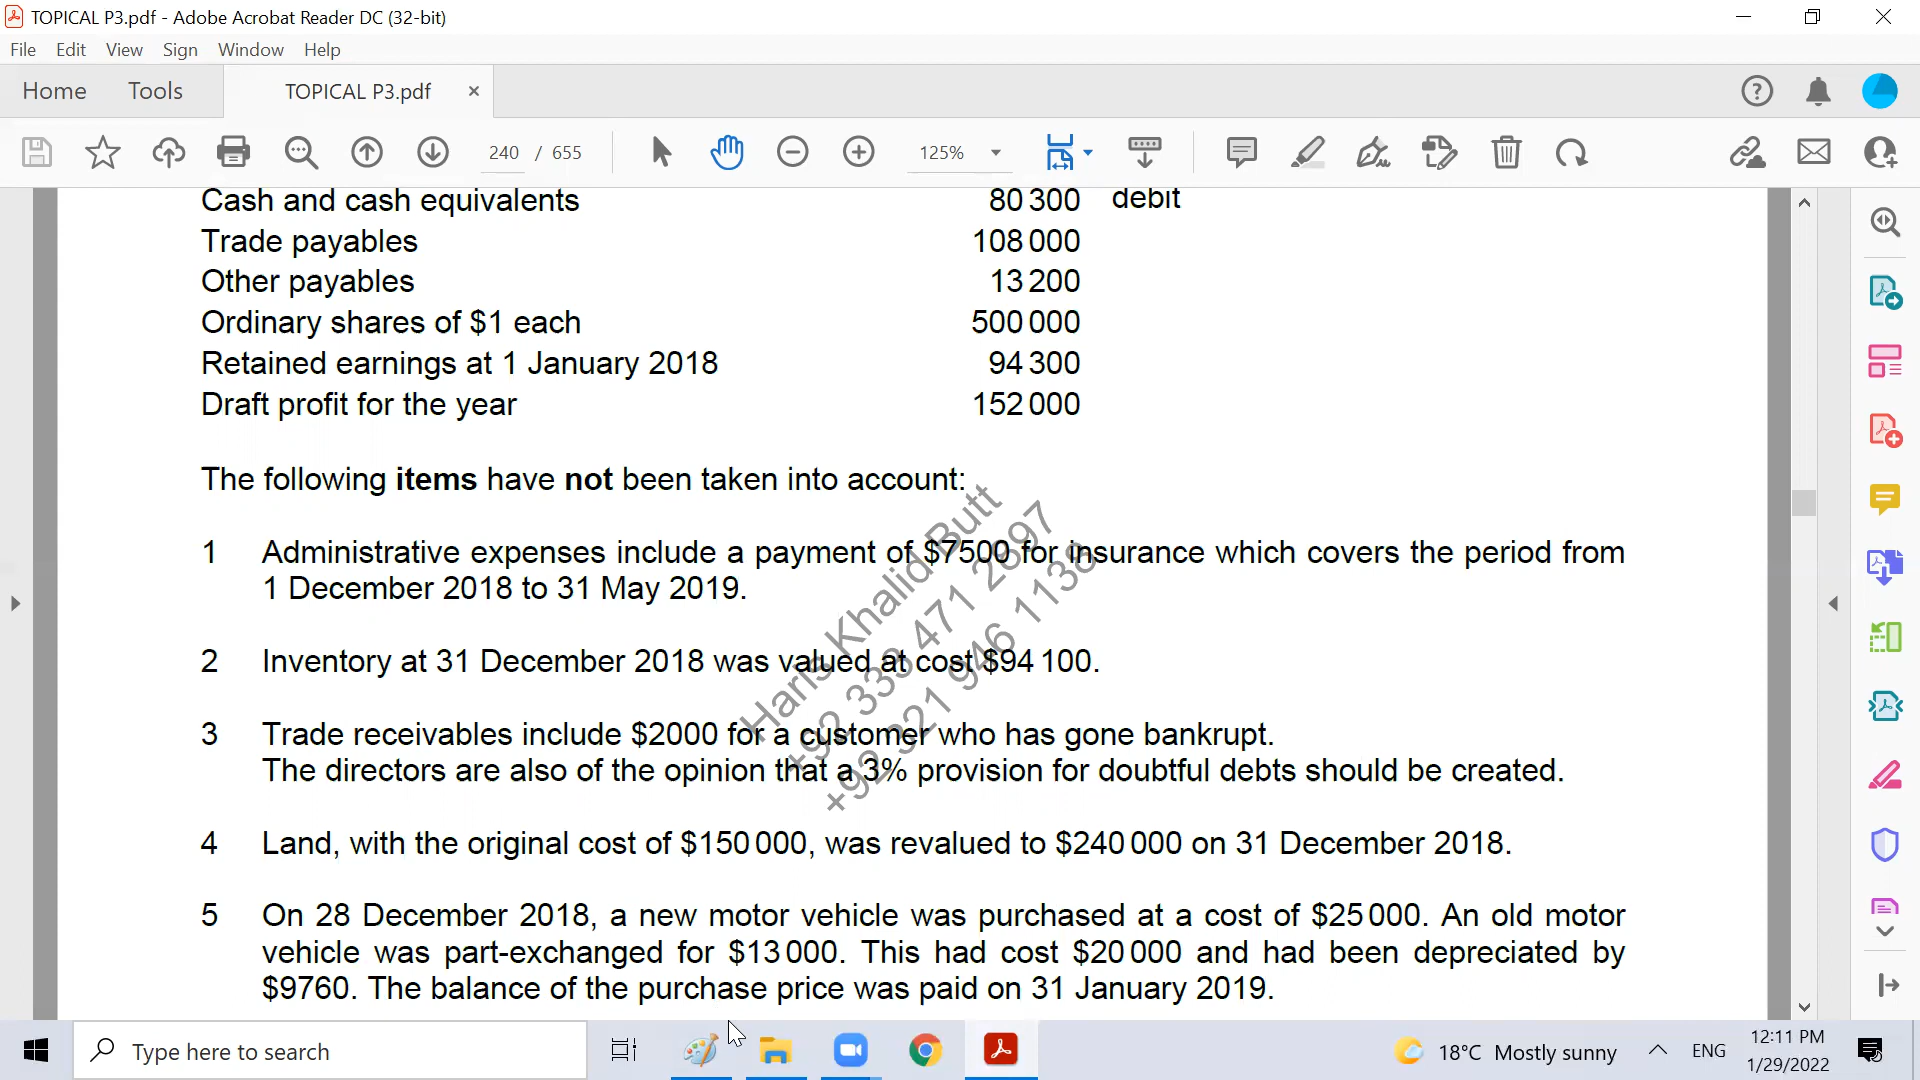 TOPICAL P3.pdf - Adobe Acrobat Reader DC (32-bit)
File Edit View Sign Window Help
Home Tools TOPICAL P3.pdf ×
240 / 655 125%
Cash and cash equivalents 80 300 debit
Trade payables 108 000
Other payables 13 200
Ordinary shares of $1 each 500 000
Retained earnings at 1 January 2018 94 300
Draft profit for the year 152 000
The following items have not been taken into account:
1 Administrative expenses include a payment of $7500 for insurance which covers the period from
1 December 2018 to 31 May 2019.
2 Inventory at 31 December 2018 was valued at cost $94 100.
3 Trade receivables include $2000 for a customer who has gone bankrupt.
The directors are also of the opinion that a 3% provision for doubtful debts should be created.
4 Land, with the original cost of $150 000, was revalued to $240 000 on 31 December 2018.
5 On 28 December 2018, a new motor vehicle was purchased at a cost of $25 000. An old motor
vehicle was part-exchanged for $13 000. This had cost $20 000 and had been depreciated by
$9760. The balance of the purchase price was paid on 31 January 2019.
Haris Khalid Butt
+92 333 471 2897
+92 321 946 1138
Type here to search
18°C Mostly sunny
ENG
12:11 PM
1/29/2022